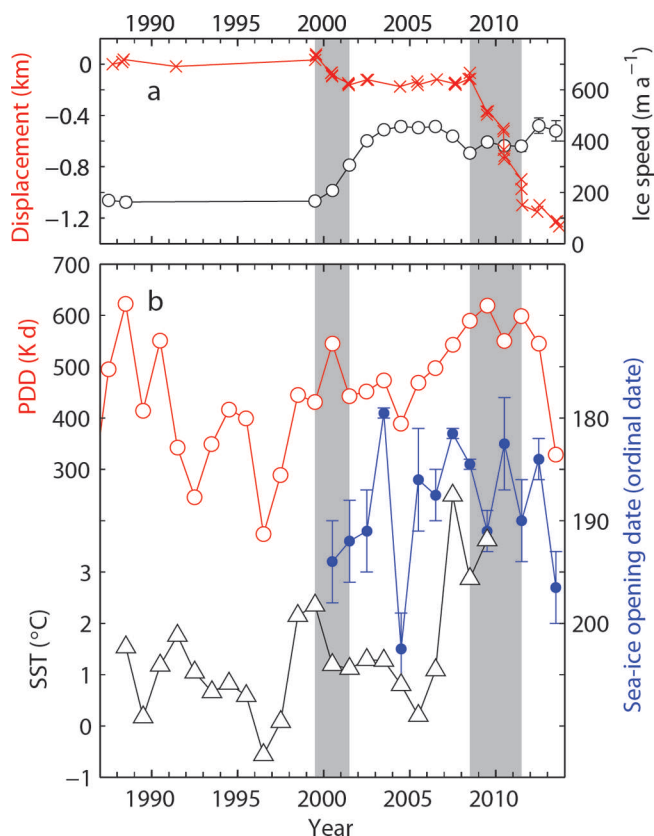 1990 1995 2000 2005 2010
a
Displacement (km)
0
−0.4
−0.8
−1.2
600
400
200
0
Ice speed (m a⁻¹)
b
PDD (K d)
700
600
500
400
300
SST (°C)
3
2
1
0
−1
180
190
200
Sea-ice opening date (ordinal date)
1990 1995 2000 2005 2010
Year